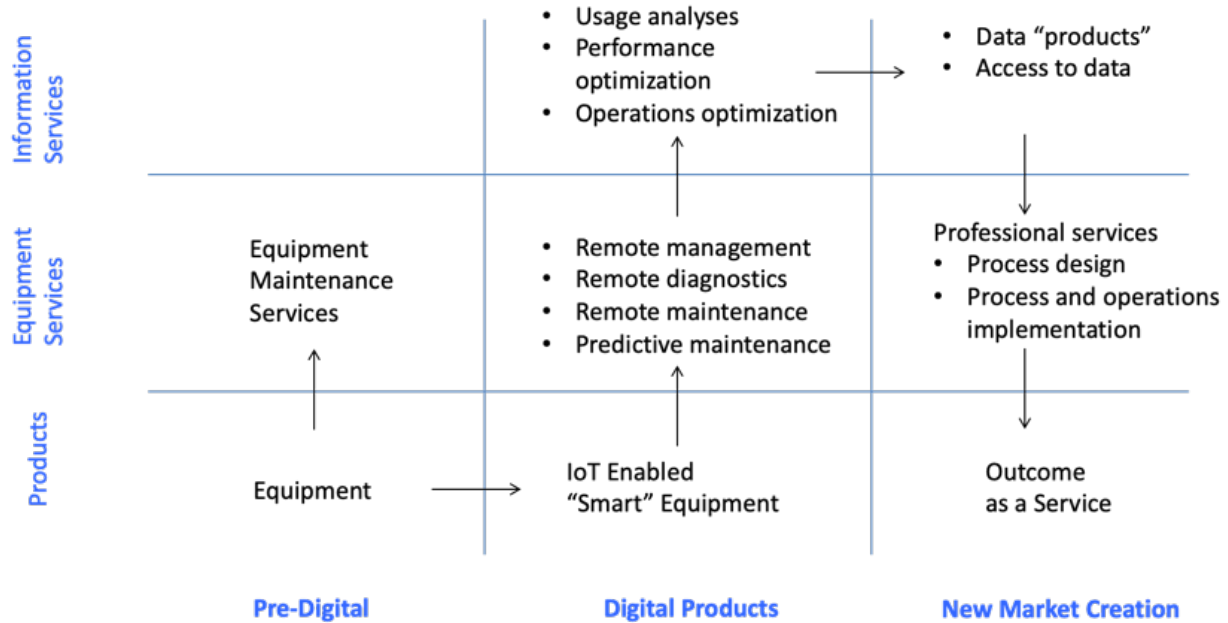 Information
Services
• Usage analyses
• Performance
optimization
• Operations optimization
• Data “products”
• Access to data
Equipment
Services
Equipment
Maintenance
Services
• Remote management
• Remote diagnostics
• Remote maintenance
• Predictive maintenance
Professional services
• Process design
• Process and operations
implementation
Products
Equipment
IoT Enabled
“Smart” Equipment
Outcome
as a Service
Pre-Digital
Digital Products
New Market Creation